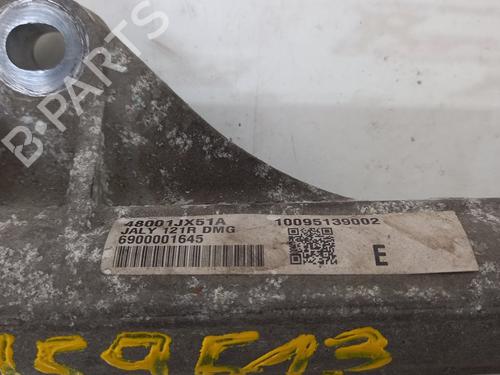 B-PARTS
48001JX51A
JALY 121R DMG
6900001645
10095139002
E